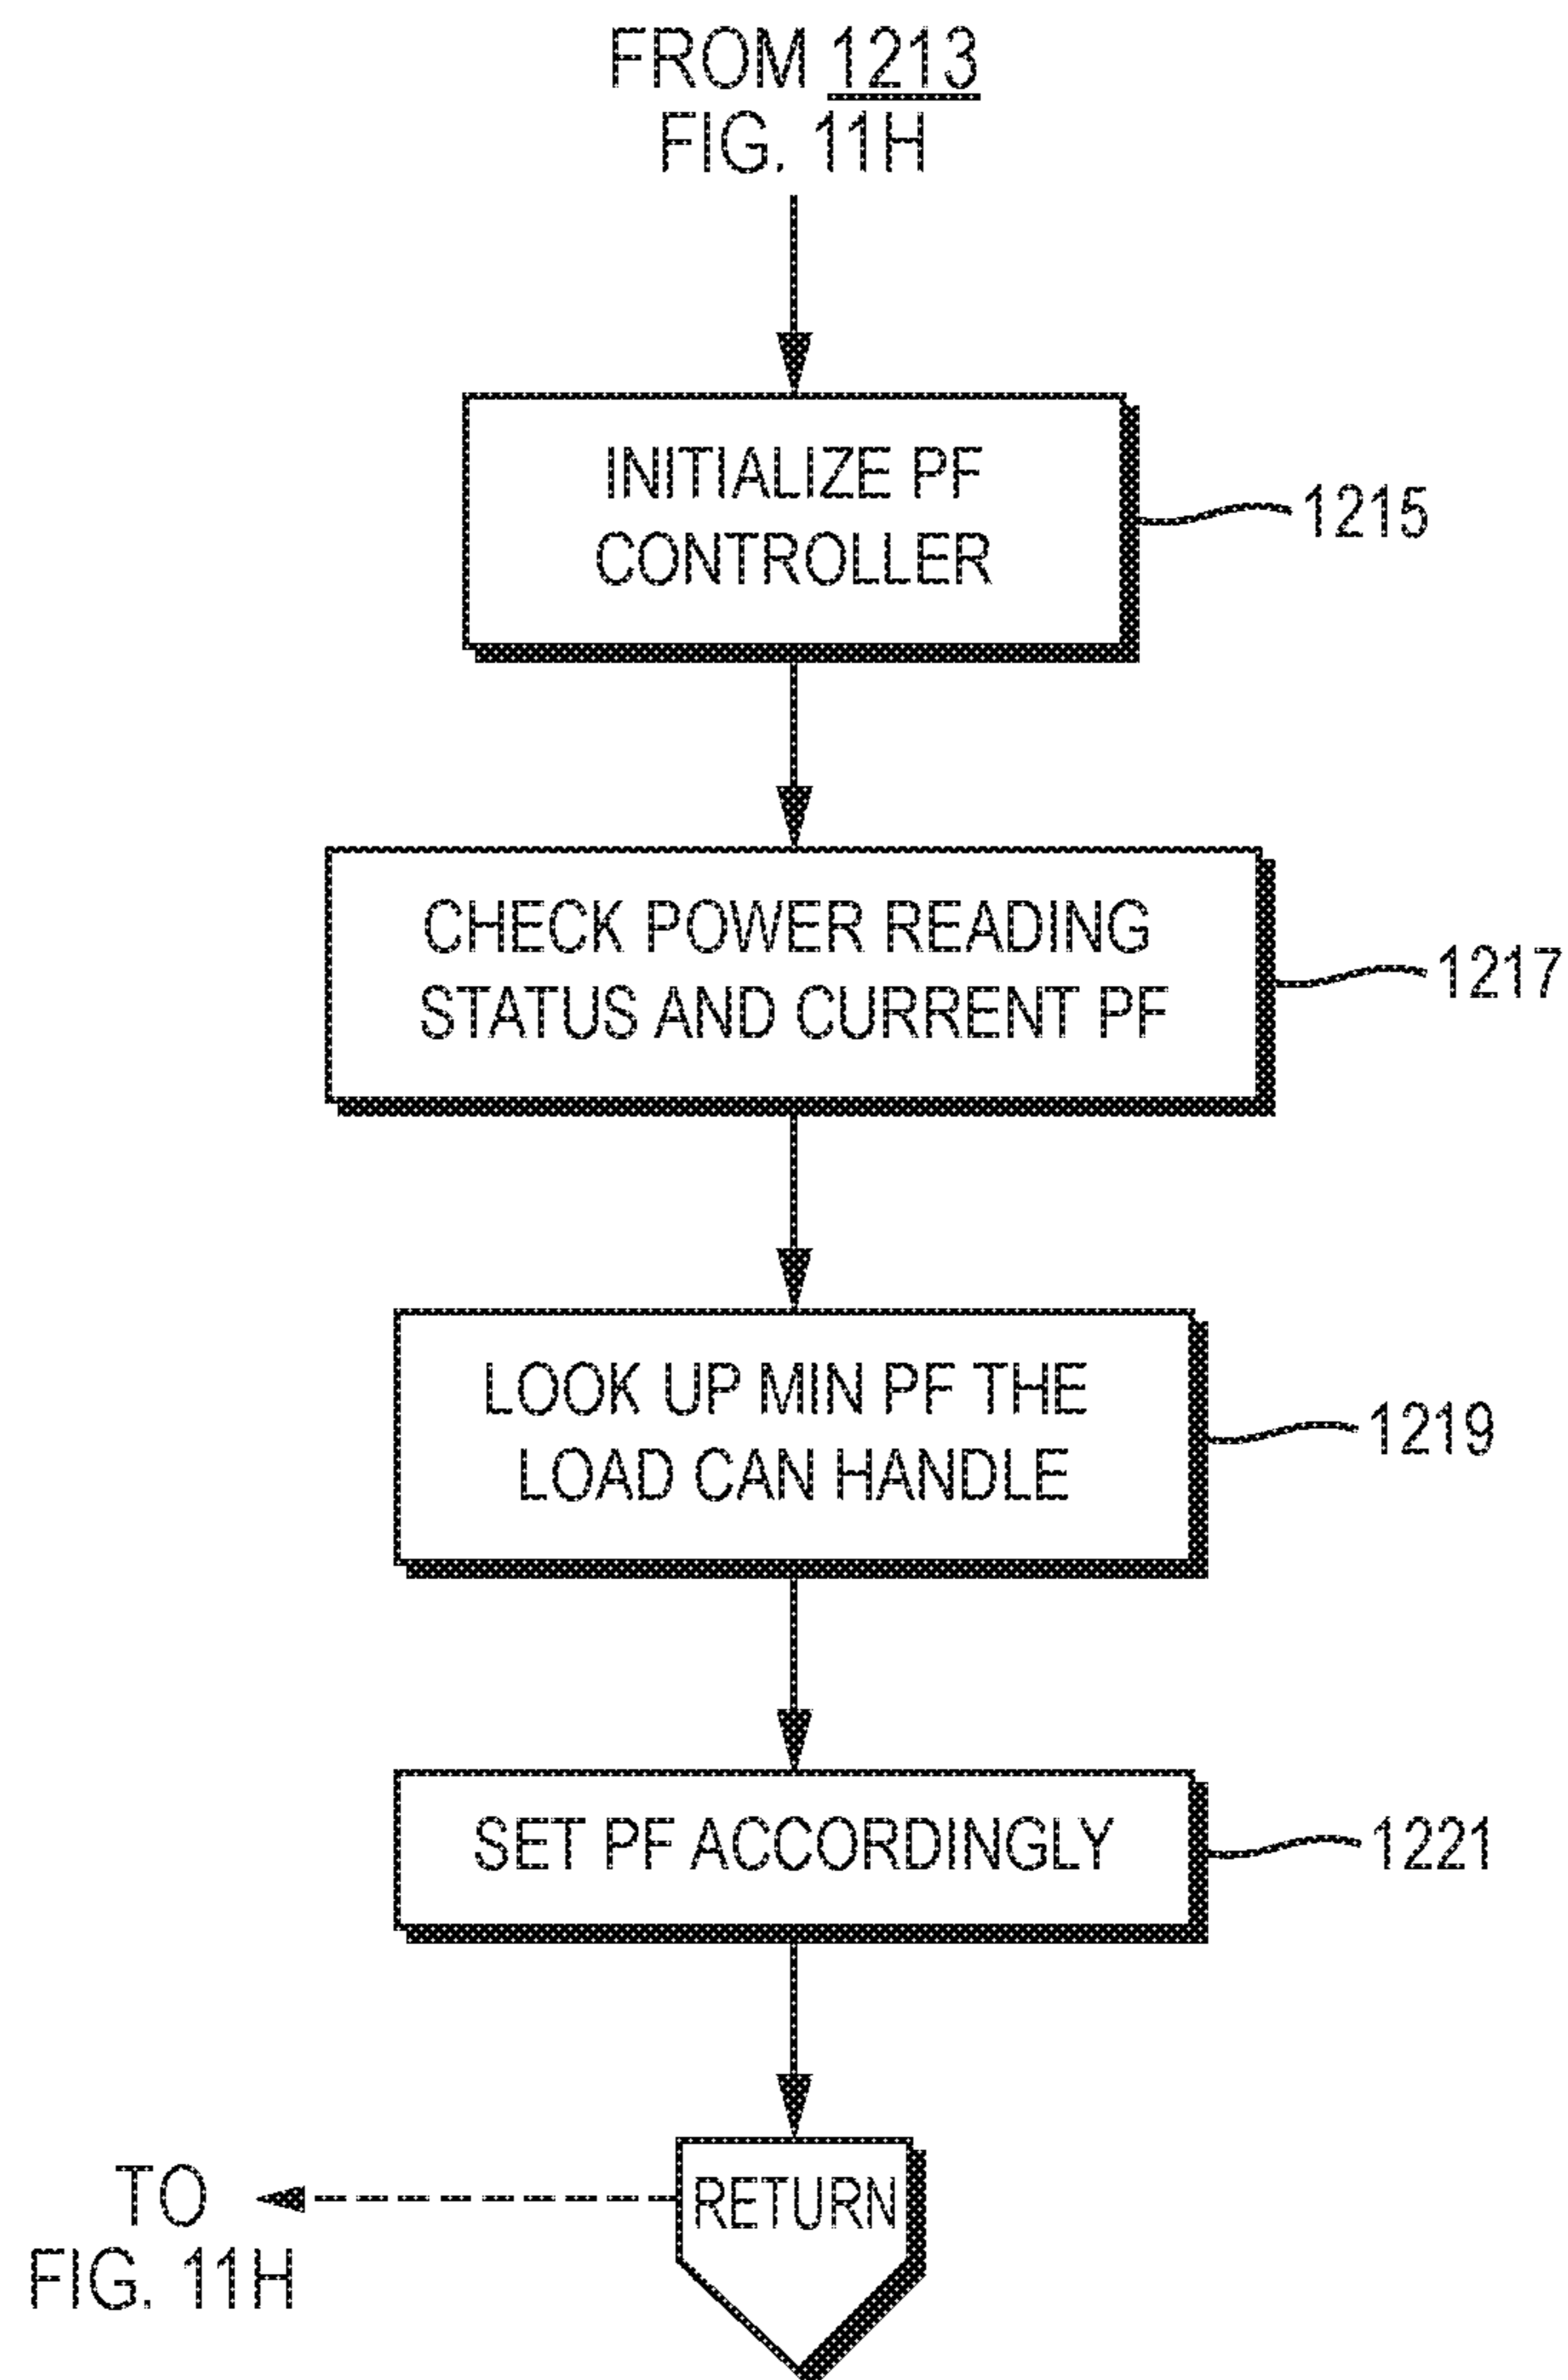 FROM 1213
FIG. 11H
INITIALIZE PF
CONTROLLER
1215
CHECK POWER READING
STATUS AND CURRENT PF
1217
LOOK UP MIN PF THE
LOAD CAN HANDLE
1219
SET PF ACCORDINGLY
1221
RETURN
TO
FIG. 11H